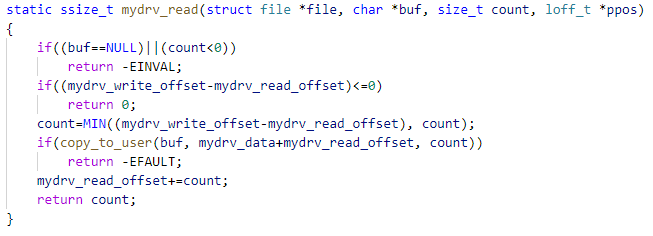 static ssize_t mydrv_read(struct file *file, char *buf, size_t count, loff_t *ppos)
{
    if((buf==NULL)||(count<0))
        return -EINVAL;
    if((mydrv_write_offset-mydrv_read_offset)<=0)
        return 0;
    count=MIN((mydrv_write_offset-mydrv_read_offset), count);
    if(copy_to_user(buf, mydrv_data+mydrv_read_offset, count))
        return -EFAULT;
    mydrv_read_offset+=count;
    return count;
}